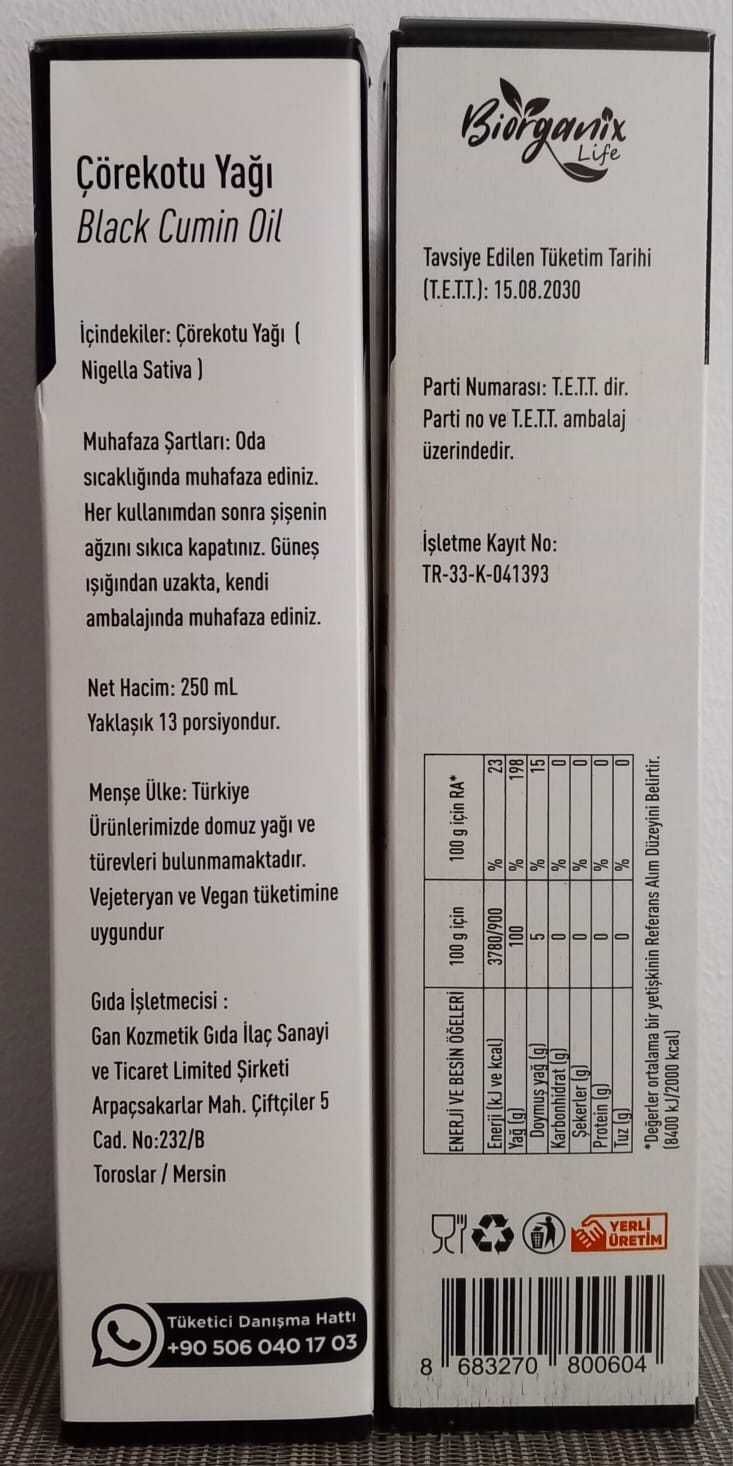 Çörekotu Yağı
Black Cumin Oil
İçindekiler: Çörekotu Yağı (
Nigella Sativa )
Muhafaza Şartları: Oda
sıcaklığında muhafaza ediniz.
Her kullanımdan sonra şişenin
ağzını sıkıca kapatınız. Güneş
ışığından uzakta, kendi
ambalajında muhafaza ediniz.
Net Hacim: 250 mL
Yaklaşık 13 porsiyondur.
Menşe Ülke: Türkiye
Ürünlerimizde domuz yağı ve
türevleri bulunmamaktadır.
Vejeteryan ve Vegan tüketimine
uygundur
Gıda İşletmecisi :
Gan Kozmetik Gıda İlaç Sanayi
ve Ticaret Limited Şirketi
Arpaçsakarlar Mah. Çiftçiler 5
Cad. No:232/B
Toroslar / Mersin
Tüketici Danışma Hattı
+90 506 040 17 03
Biorganix
Life
Tavsiye Edilen Tüketim Tarihi
(T.E.T.T.): 15.08.2030
Parti Numarası: T.E.T.T. dir.
Parti no ve T.E.T.T. ambalaj
üzerindedir.
İşletme Kayıt No:
TR-33-K-041393
ENERJİ VE BESİN ÖĞELERİ 100 g için 100 g için RA*
Enerji (kJ ve kcal) 3780/900 % 23
Yağ (g) 100 % 198
Doymuş yağ (g) 5 % 15
Karbonhidrat (g) 0 % 0
Şekerler (g) 0 % 0
Protein (g) 0 % 0
Tuz (g) 0 % 0
*Değerler ortalama bir yetişkinin Referans Alım Düzeyini Belirtir.
(8400 kJ/2000 kcal)
YERLİ
ÜRETİM
8 683270 800604